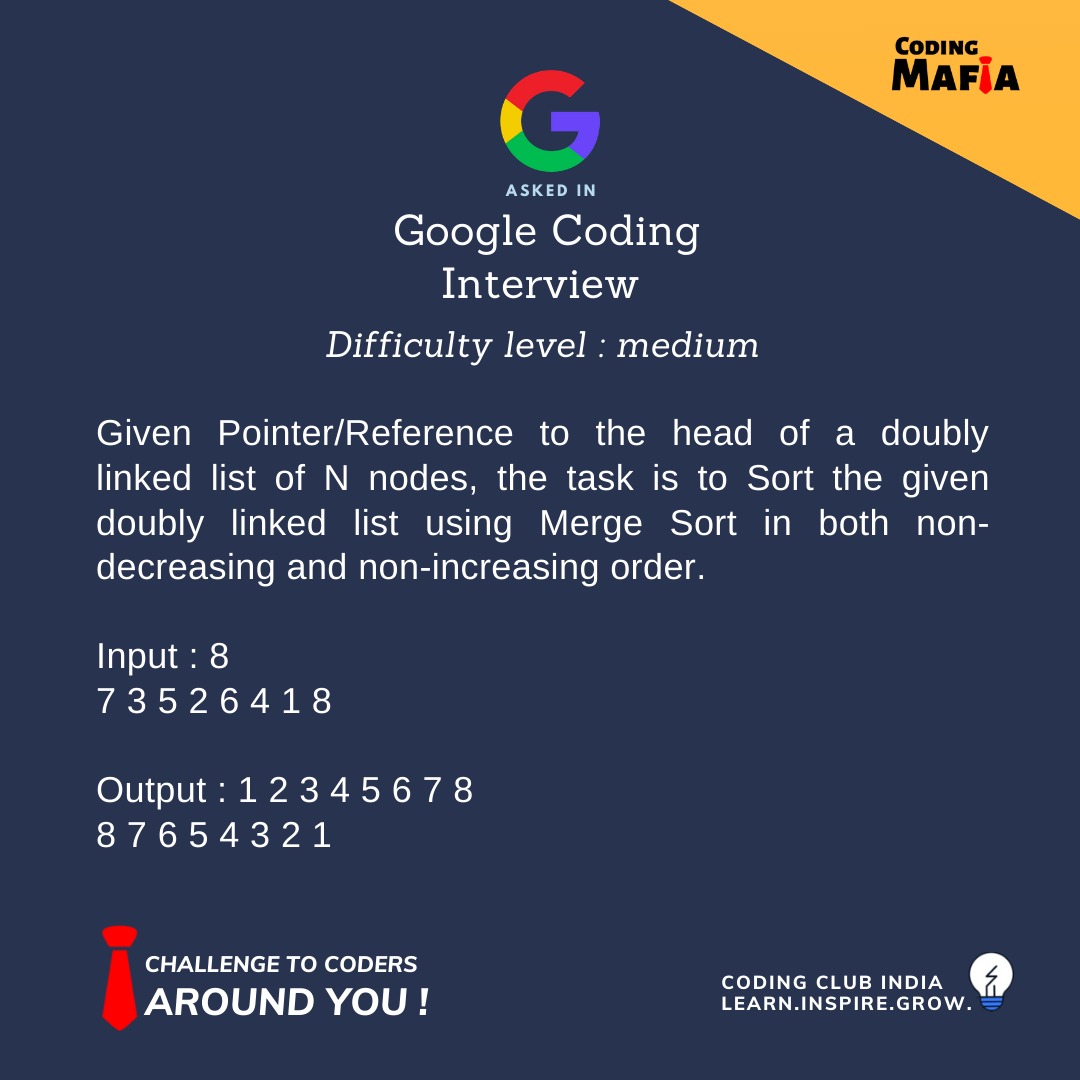 CODING
MAFIA
ASKED IN
Google Coding
Interview
Difficulty level : medium
Given Pointer/Reference to the head of a doubly
linked list of N nodes, the task is to Sort the given
doubly linked list using Merge Sort in both non-
decreasing and non-increasing order.
Input : 8
7 3 5 2 6 4 1 8
Output : 1 2 3 4 5 6 7 8
8 7 6 5 4 3 2 1
CHALLENGE TO CODERS
AROUND YOU !
CODING CLUB INDIA
LEARN.INSPIRE.GROW.